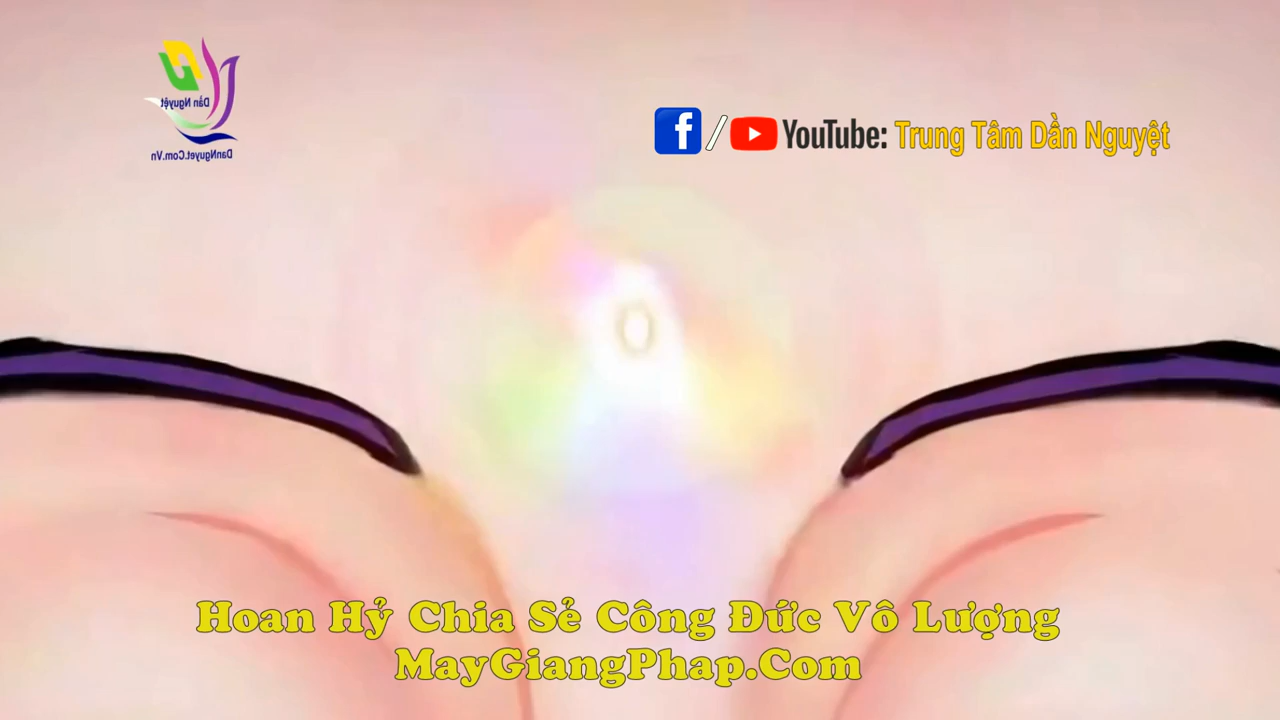 Dần Nguyệt
DanNguyet.Com.Vn
f / YouTube: Trung Tâm Dần Nguyệt
Hoan Hỷ Chia Sẻ Công Đức Vô Lượng
MayGiangPhap.Com